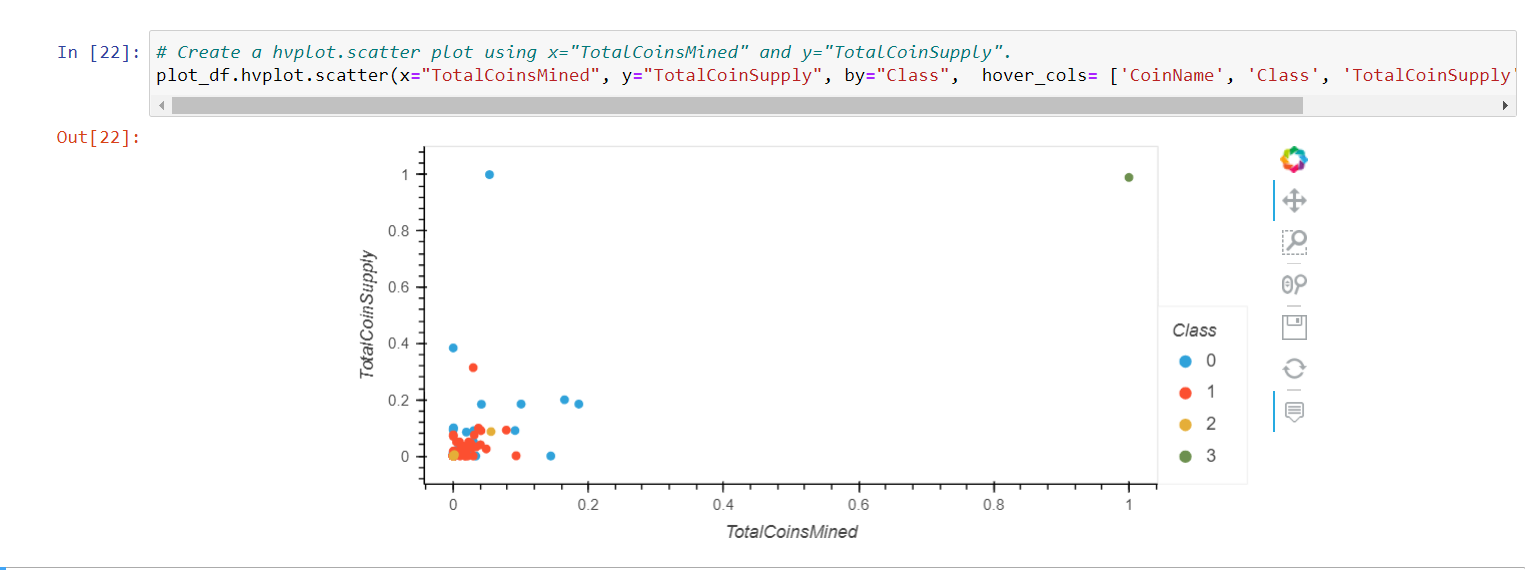 In [22]: # Create a hvplot.scatter plot using x="TotalCoinsMined" and y="TotalCoinSupply".
plot_df.hvplot.scatter(x="TotalCoinsMined", y="TotalCoinSupply", by="Class",  hover_cols= ['CoinName', 'Class', 'TotalCoinSupply'
Out[22]:
1
0.8
0.6
0.4
0.2
0
TotalCoinSupply
0 0.2 0.4 0.6 0.8 1
TotalCoinsMined
Class
0
1
2
3